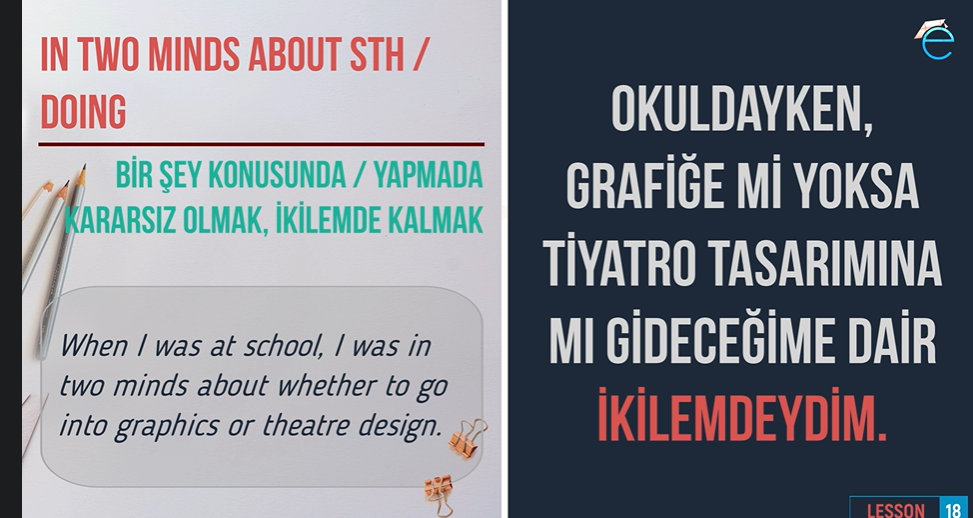 IN TWO MINDS ABOUT STH /
DOING
BİR ŞEY KONUSUNDA / YAPMADA
KARARSIZ OLMAK, İKİLEMDE KALMAK
When I was at school, I was in
two minds about whether to go
into graphics or theatre design.
OKULDAYKEN,
GRAFİĞE Mİ YOKSA
TİYATRO TASARIMINA
MI GİDECEĞİME DAİR
İKİLEMDEYDİM.
e
LESSON 18